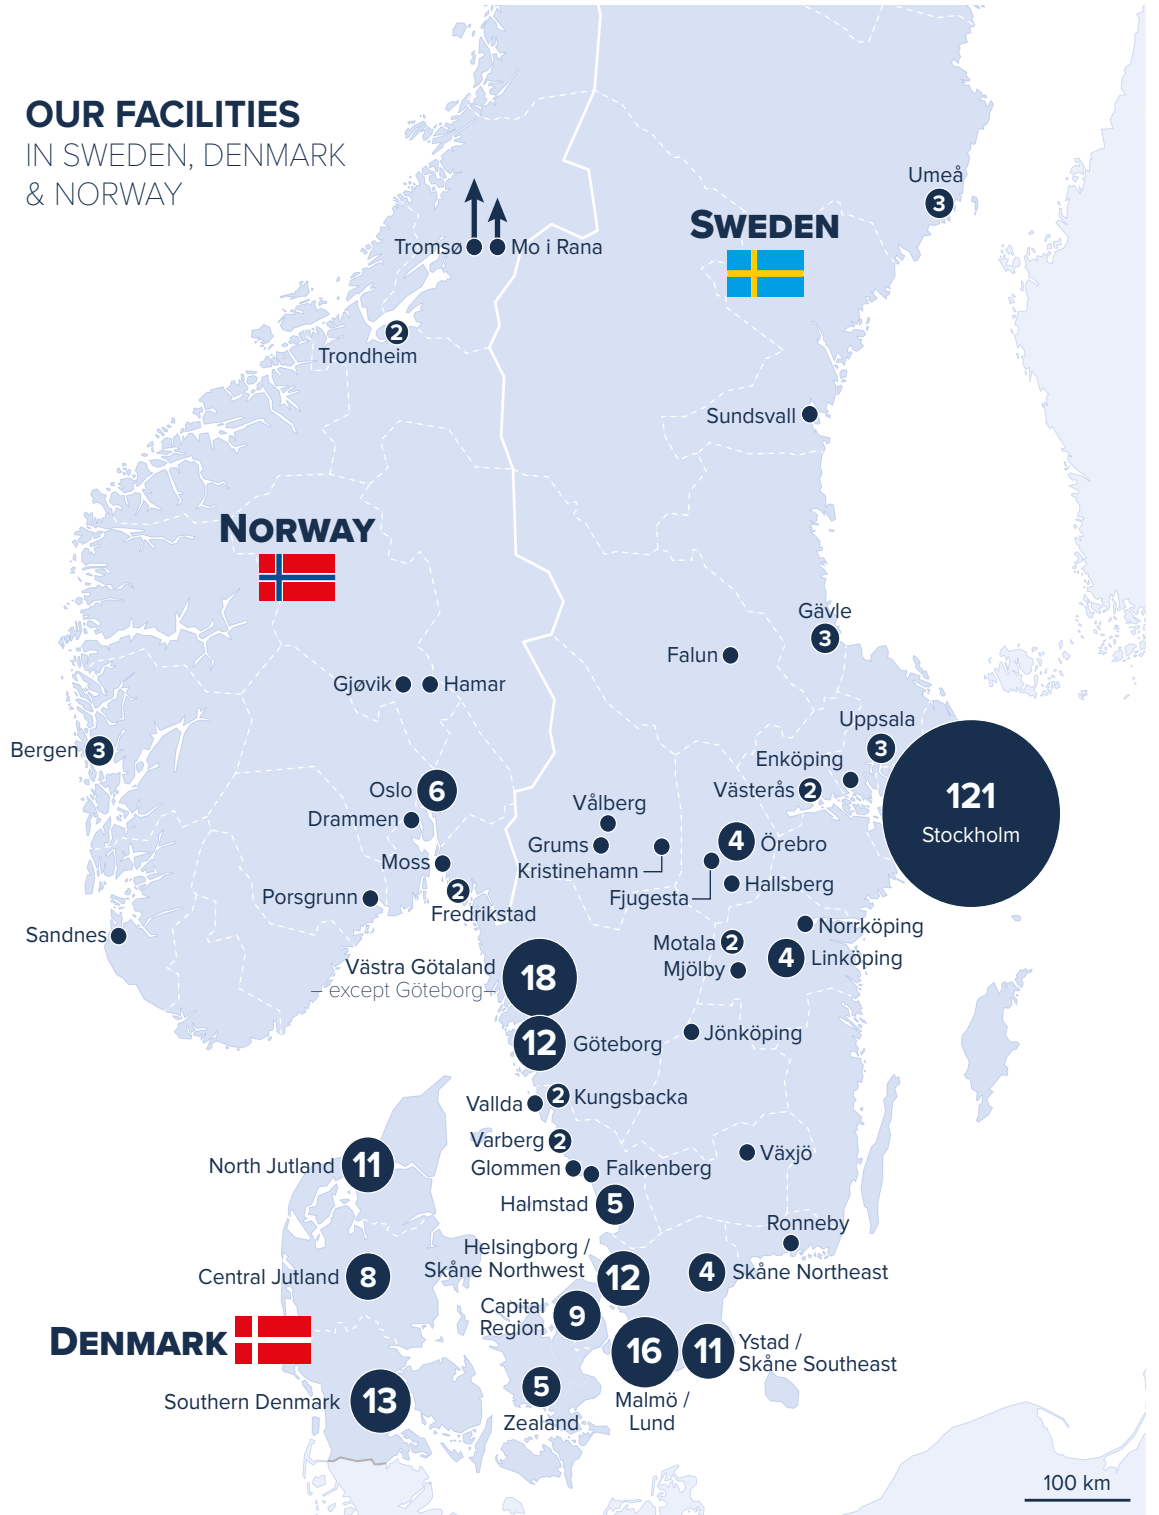 OUR FACILITIES
IN SWEDEN, DENMARK
& NORWAY
Umeå
3
SWEDEN
Tromsø
Mo i Rana
2
Trondheim
Sundsvall
NORWAY
Gävle
3
Falun
Gjøvik
Hamar
Uppsala
3
Bergen
3
Enköping
Västerås
2
121
Stockholm
Oslo
6
Drammen
Vålberg
Grums
Kristinehamn
4
Örebro
Moss
Fjugesta
Hallsberg
Porsgrunn
2
Fredrikstad
Norrköping
Sandnes
Motala
2
Mjölby
4
Linköping
Västra Götaland
– except Göteborg–
18
12
Göteborg
Jönköping
Vallda
2
Kungsbacka
Varberg
2
Växjö
North Jutland
11
Glommen
Falkenberg
Halmstad
5
Ronneby
Helsingborg /
Skåne Northwest
12
4
Skåne Northeast
Central Jutland
8
Capital
Region
9
DENMARK
16
Malmö /
Lund
11
Ystad /
Skåne Southeast
Southern Denmark
13
5
Zealand
100 km